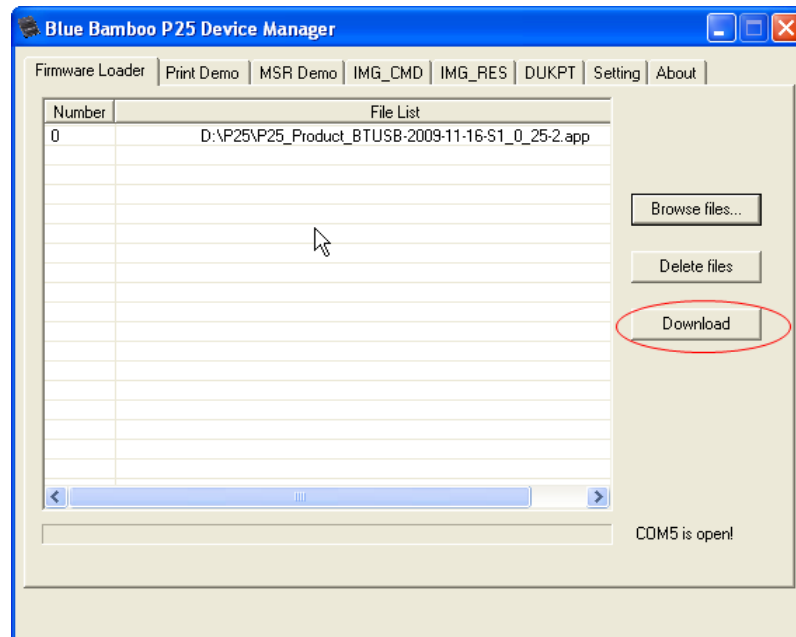 Blue Bamboo P25 Device Manager
Firmware Loader Print Demo MSR Demo IMG_CMD IMG_RES DUKPT Setting About
Number File List
0 D:\P25\P25_Product_BTUSB-2009-11-16-S1_0_25-2.app
Browse files...
Delete files
Download
COM5 is open!